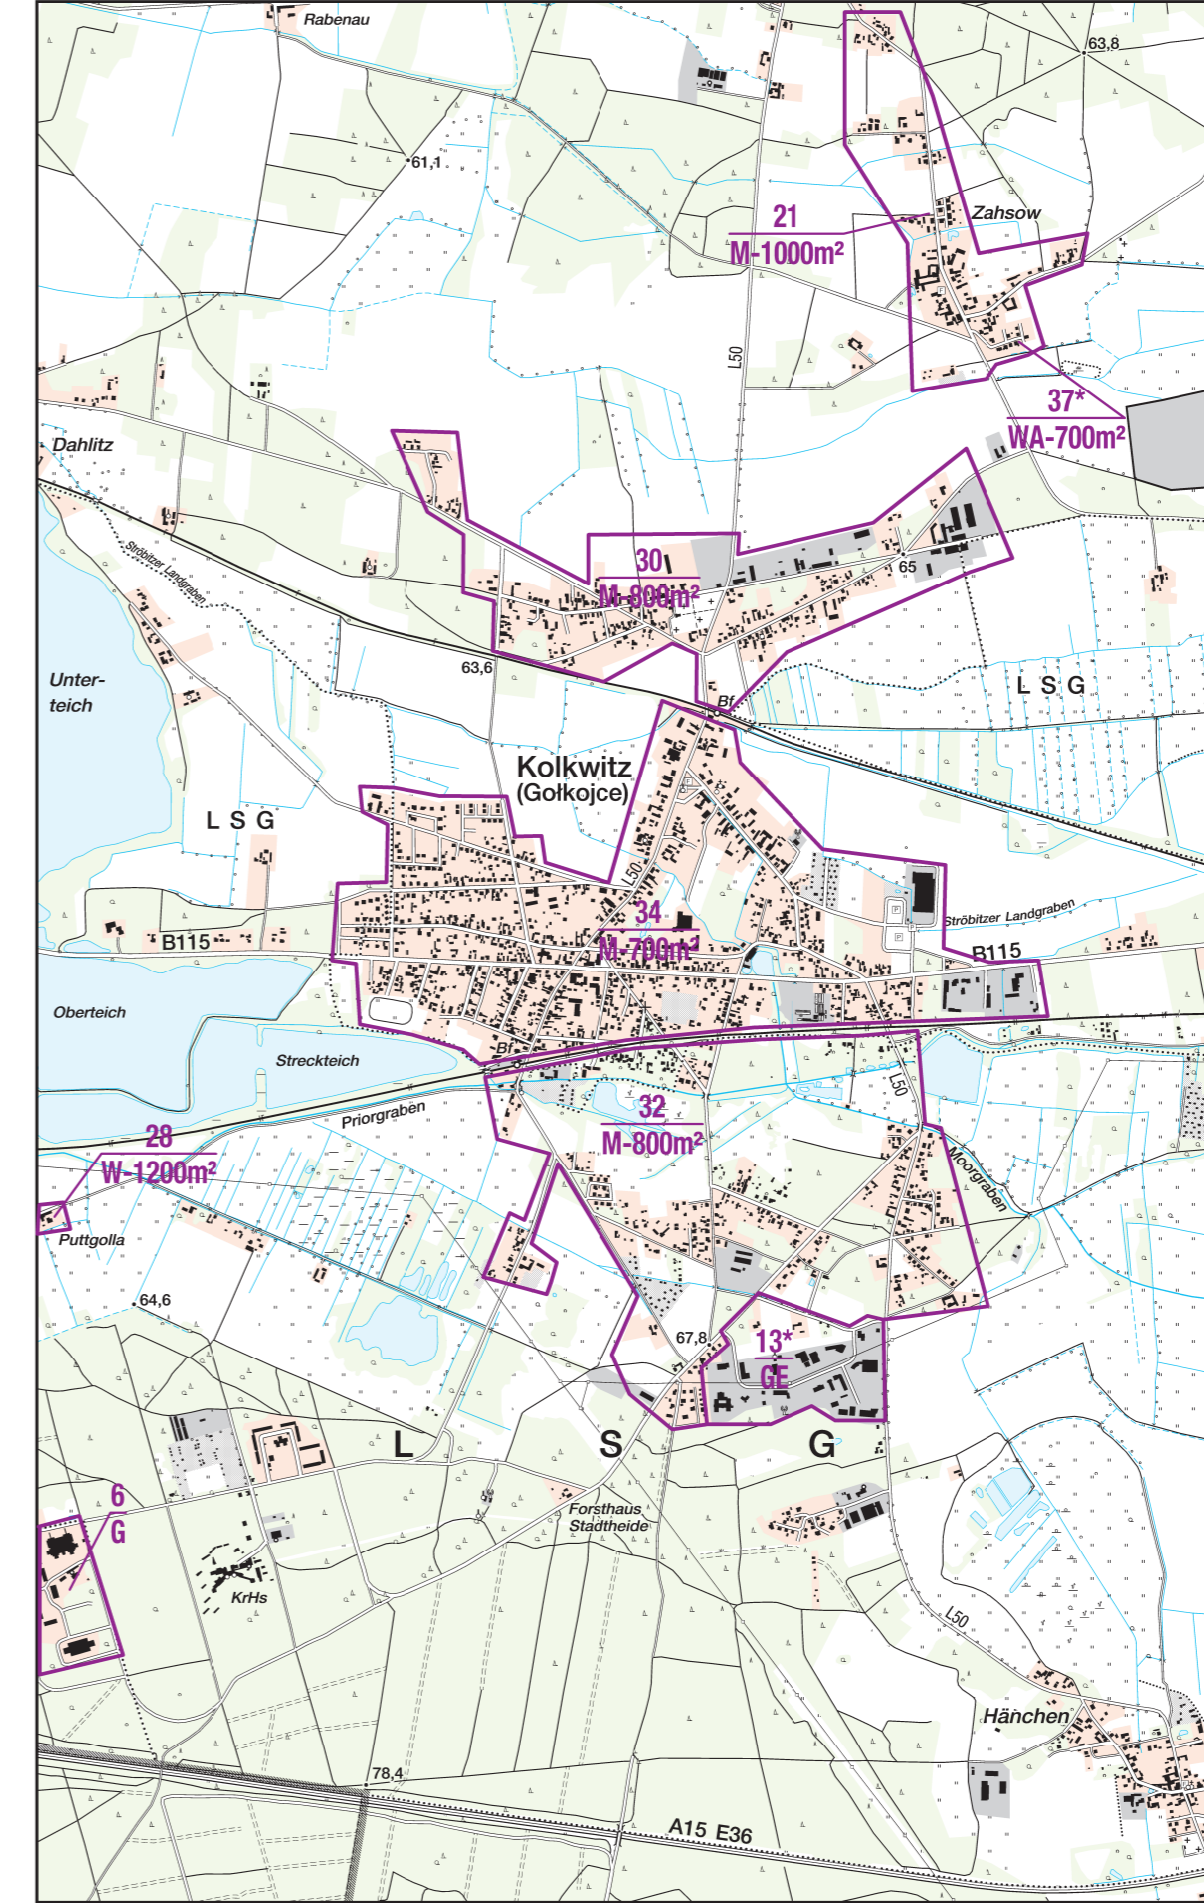 Rabenau
63,8
61,1
21
M-1000m²
Zahsow
F
L50
37*
WA-700m²
Dahlitz
Ströbitzer Landgraben
30
M-800m²
65
63,6
Unter-
teich
L S G
Bf
Kolkwitz
(Gołkojce)
F
L S G
L50
34
M-700m²
P
P
P
Ströbitzer Landgraben
B115
B115
Oberteich
Streckteich
Bf
L50
Priorgraben
32
M-800m²
28
W-1200m²
Moorgraben
Puttgolla
64,6
67,8
13*
GE
L S G
6
G
Forsthaus
Stadtheide
KrHs
L50
Hänchen
F
78,4
A15 E36